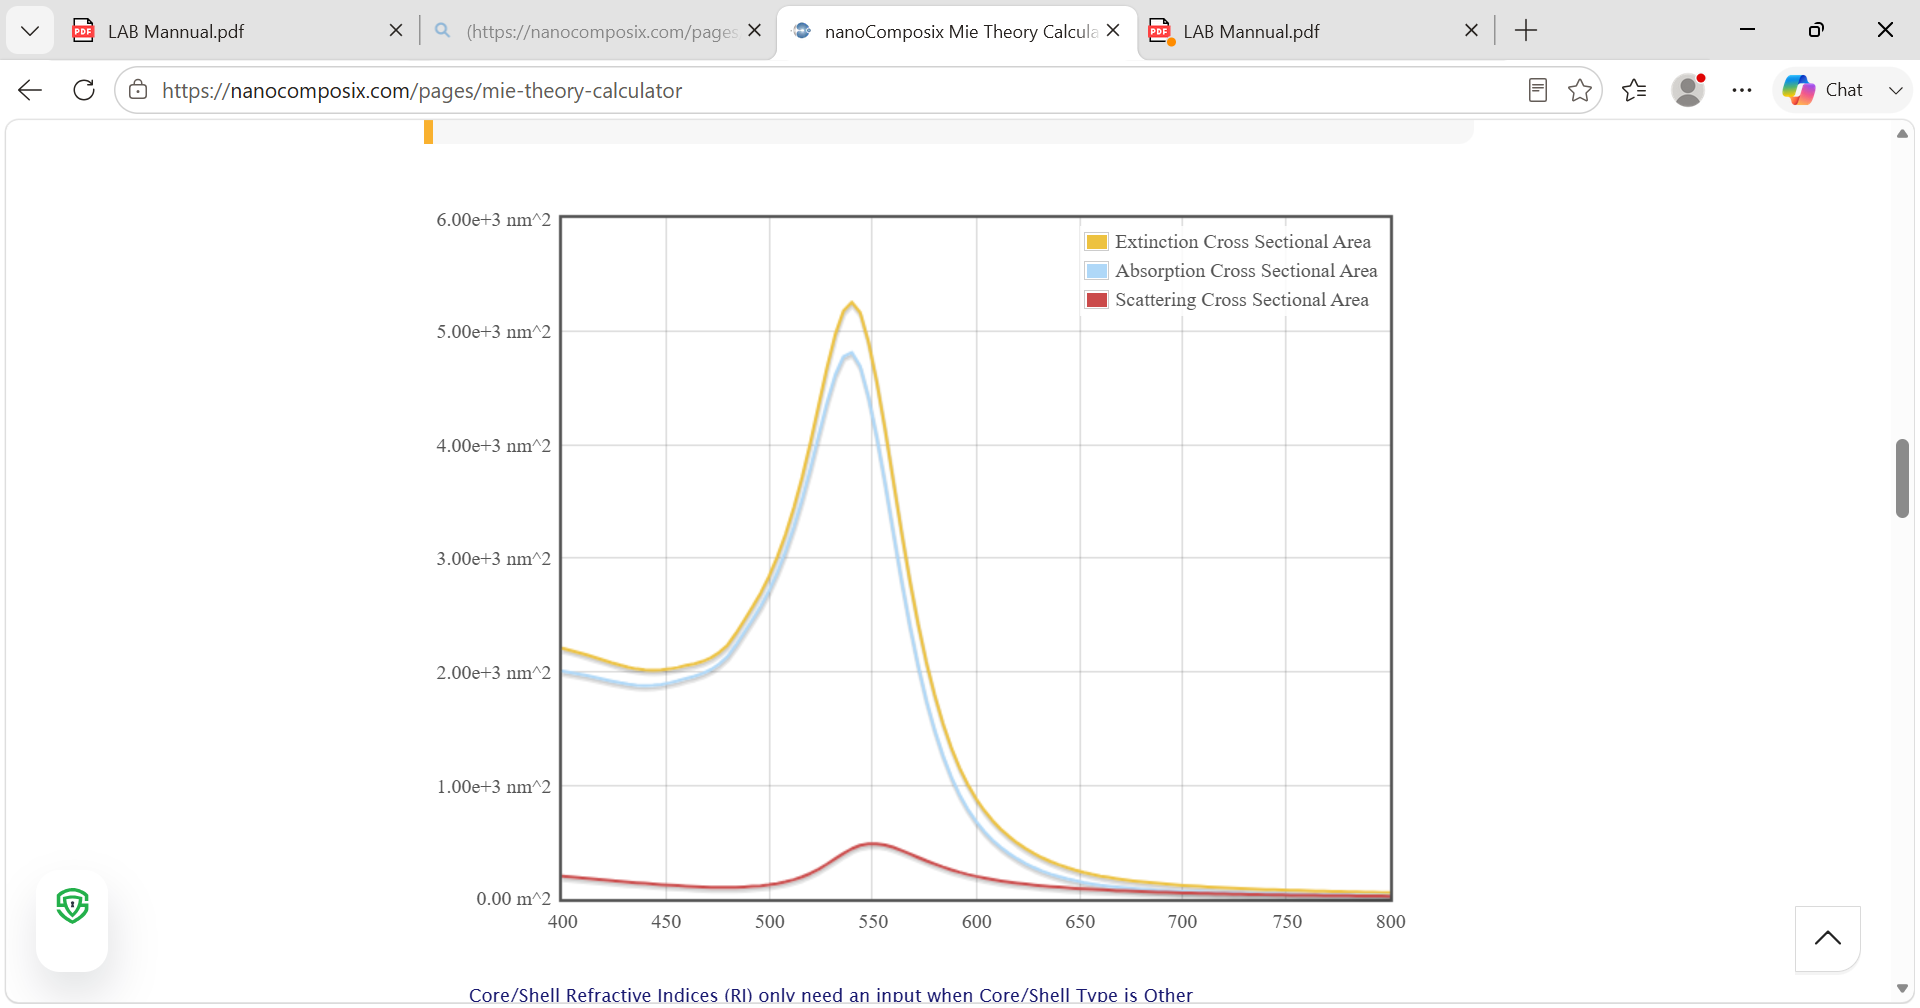 LAB Mannual.pdf
(https://nanocomposix.com/pages
nanoComposix Mie Theory Calcula
LAB Mannual.pdf
https://nanocomposix.com/pages/mie-theory-calculator
Chat
6.00e+3 nm^2
Extinction Cross Sectional Area
Absorption Cross Sectional Area
Scattering Cross Sectional Area
5.00e+3 nm^2
4.00e+3 nm^2
3.00e+3 nm^2
2.00e+3 nm^2
1.00e+3 nm^2
0.00 m^2
400 450 500 550 600 650 700 750 800
Core/Shell Refractive Indices (RI) only need an input when Core/Shell Type is Other